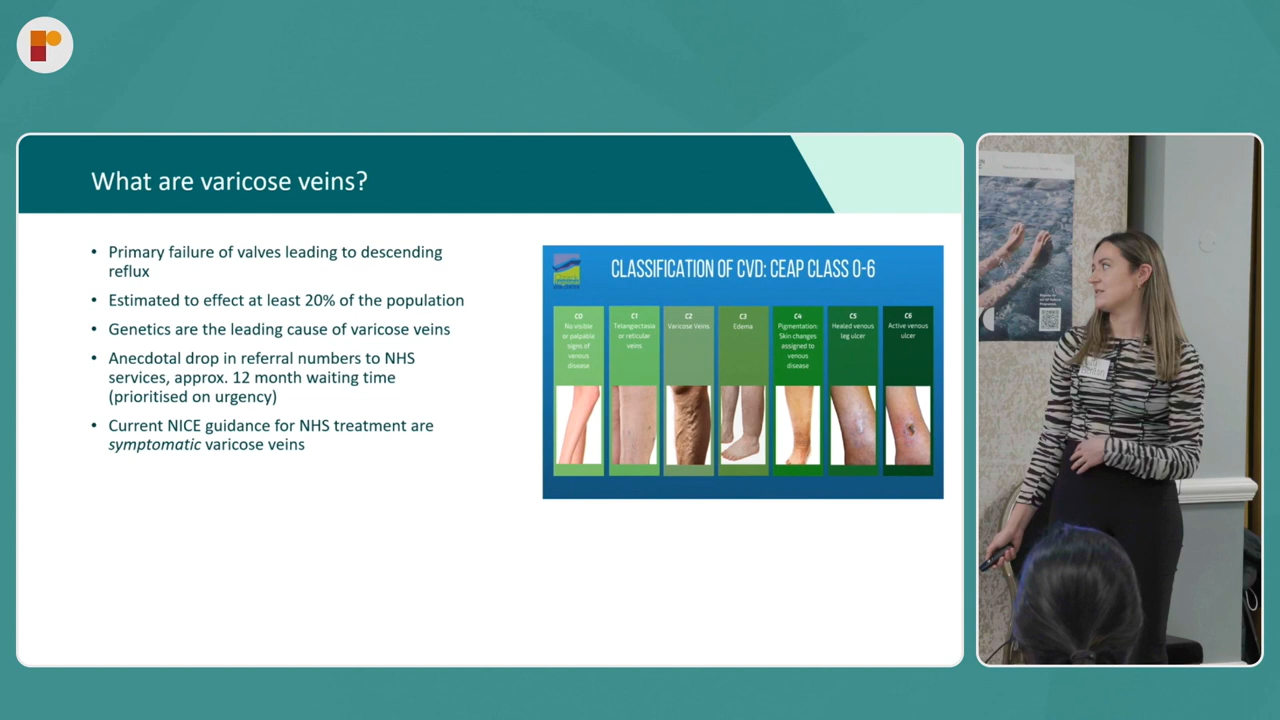 What are varicose veins?
• Primary failure of valves leading to descending
reflux
• Estimated to effect at least 20% of the population
• Genetics are the leading cause of varicose veins
• Anecdotal drop in referral numbers to NHS
services, approx. 12 month waiting time
(prioritised on urgency)
• Current NICE guidance for NHS treatment are
symptomatic varicose veins
CLASSIFICATION OF CVD: CEAP CLASS 0-6
C0
No visible
or palpable
signs of
venous
disease
C1
Telangiectasia
or reticular
veins
C2
Varicose Veins
C3
Edema
C4
Pigmentation:
Skin changes
assigned to
venous
disease
C5
Healed venous
leg ulcer
C6
Active venous
ulcer